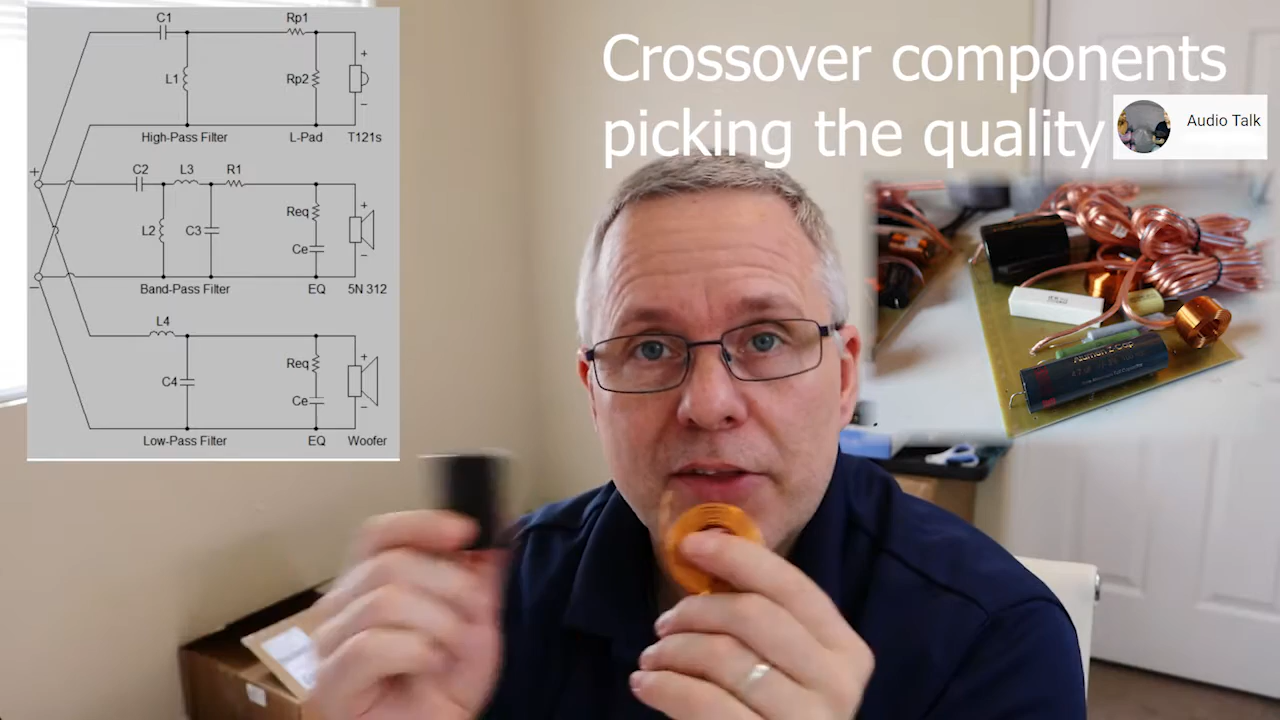 C1
Rp1
L1
Rp2
High-Pass Filter
L-Pad
T121s
C2
L3
R1
Req
L2
C3
Ce
Band-Pass Filter
EQ
5N 312
L4
Req
C4
Ce
Low-Pass Filter
EQ
Woofer
Crossover components
picking the quality
Audio Talk